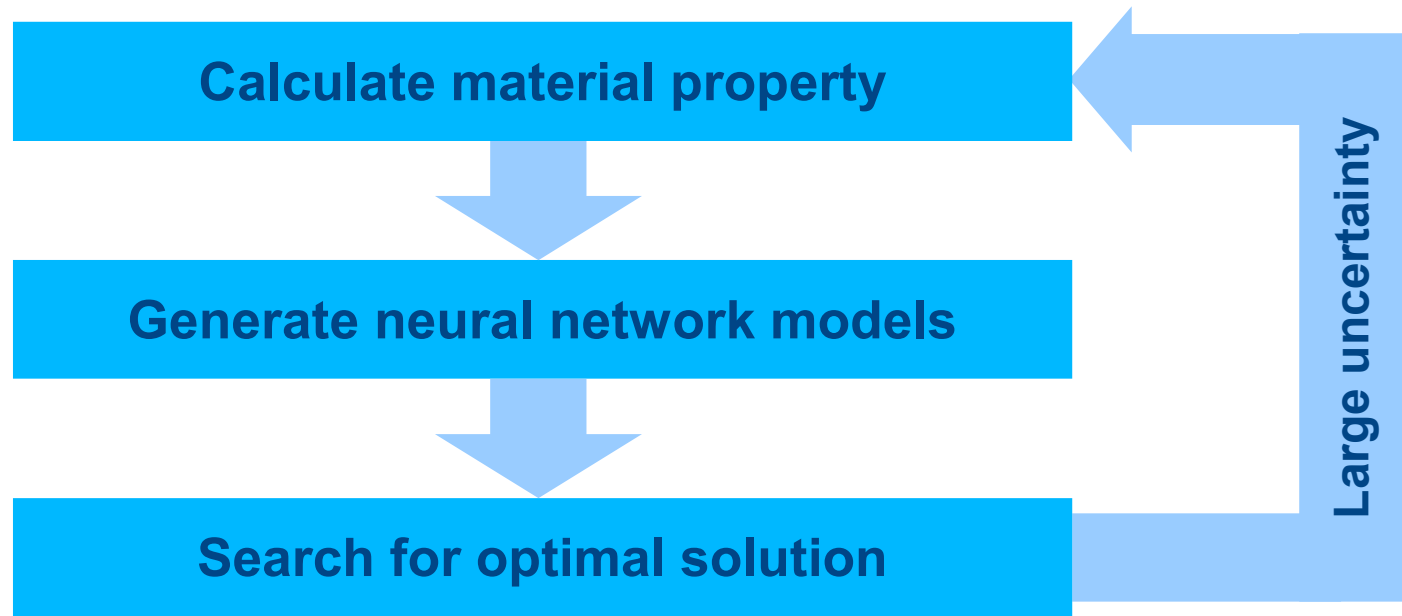 Calculate material property
Generate neural network models
Search for optimal solution
Large uncertainty